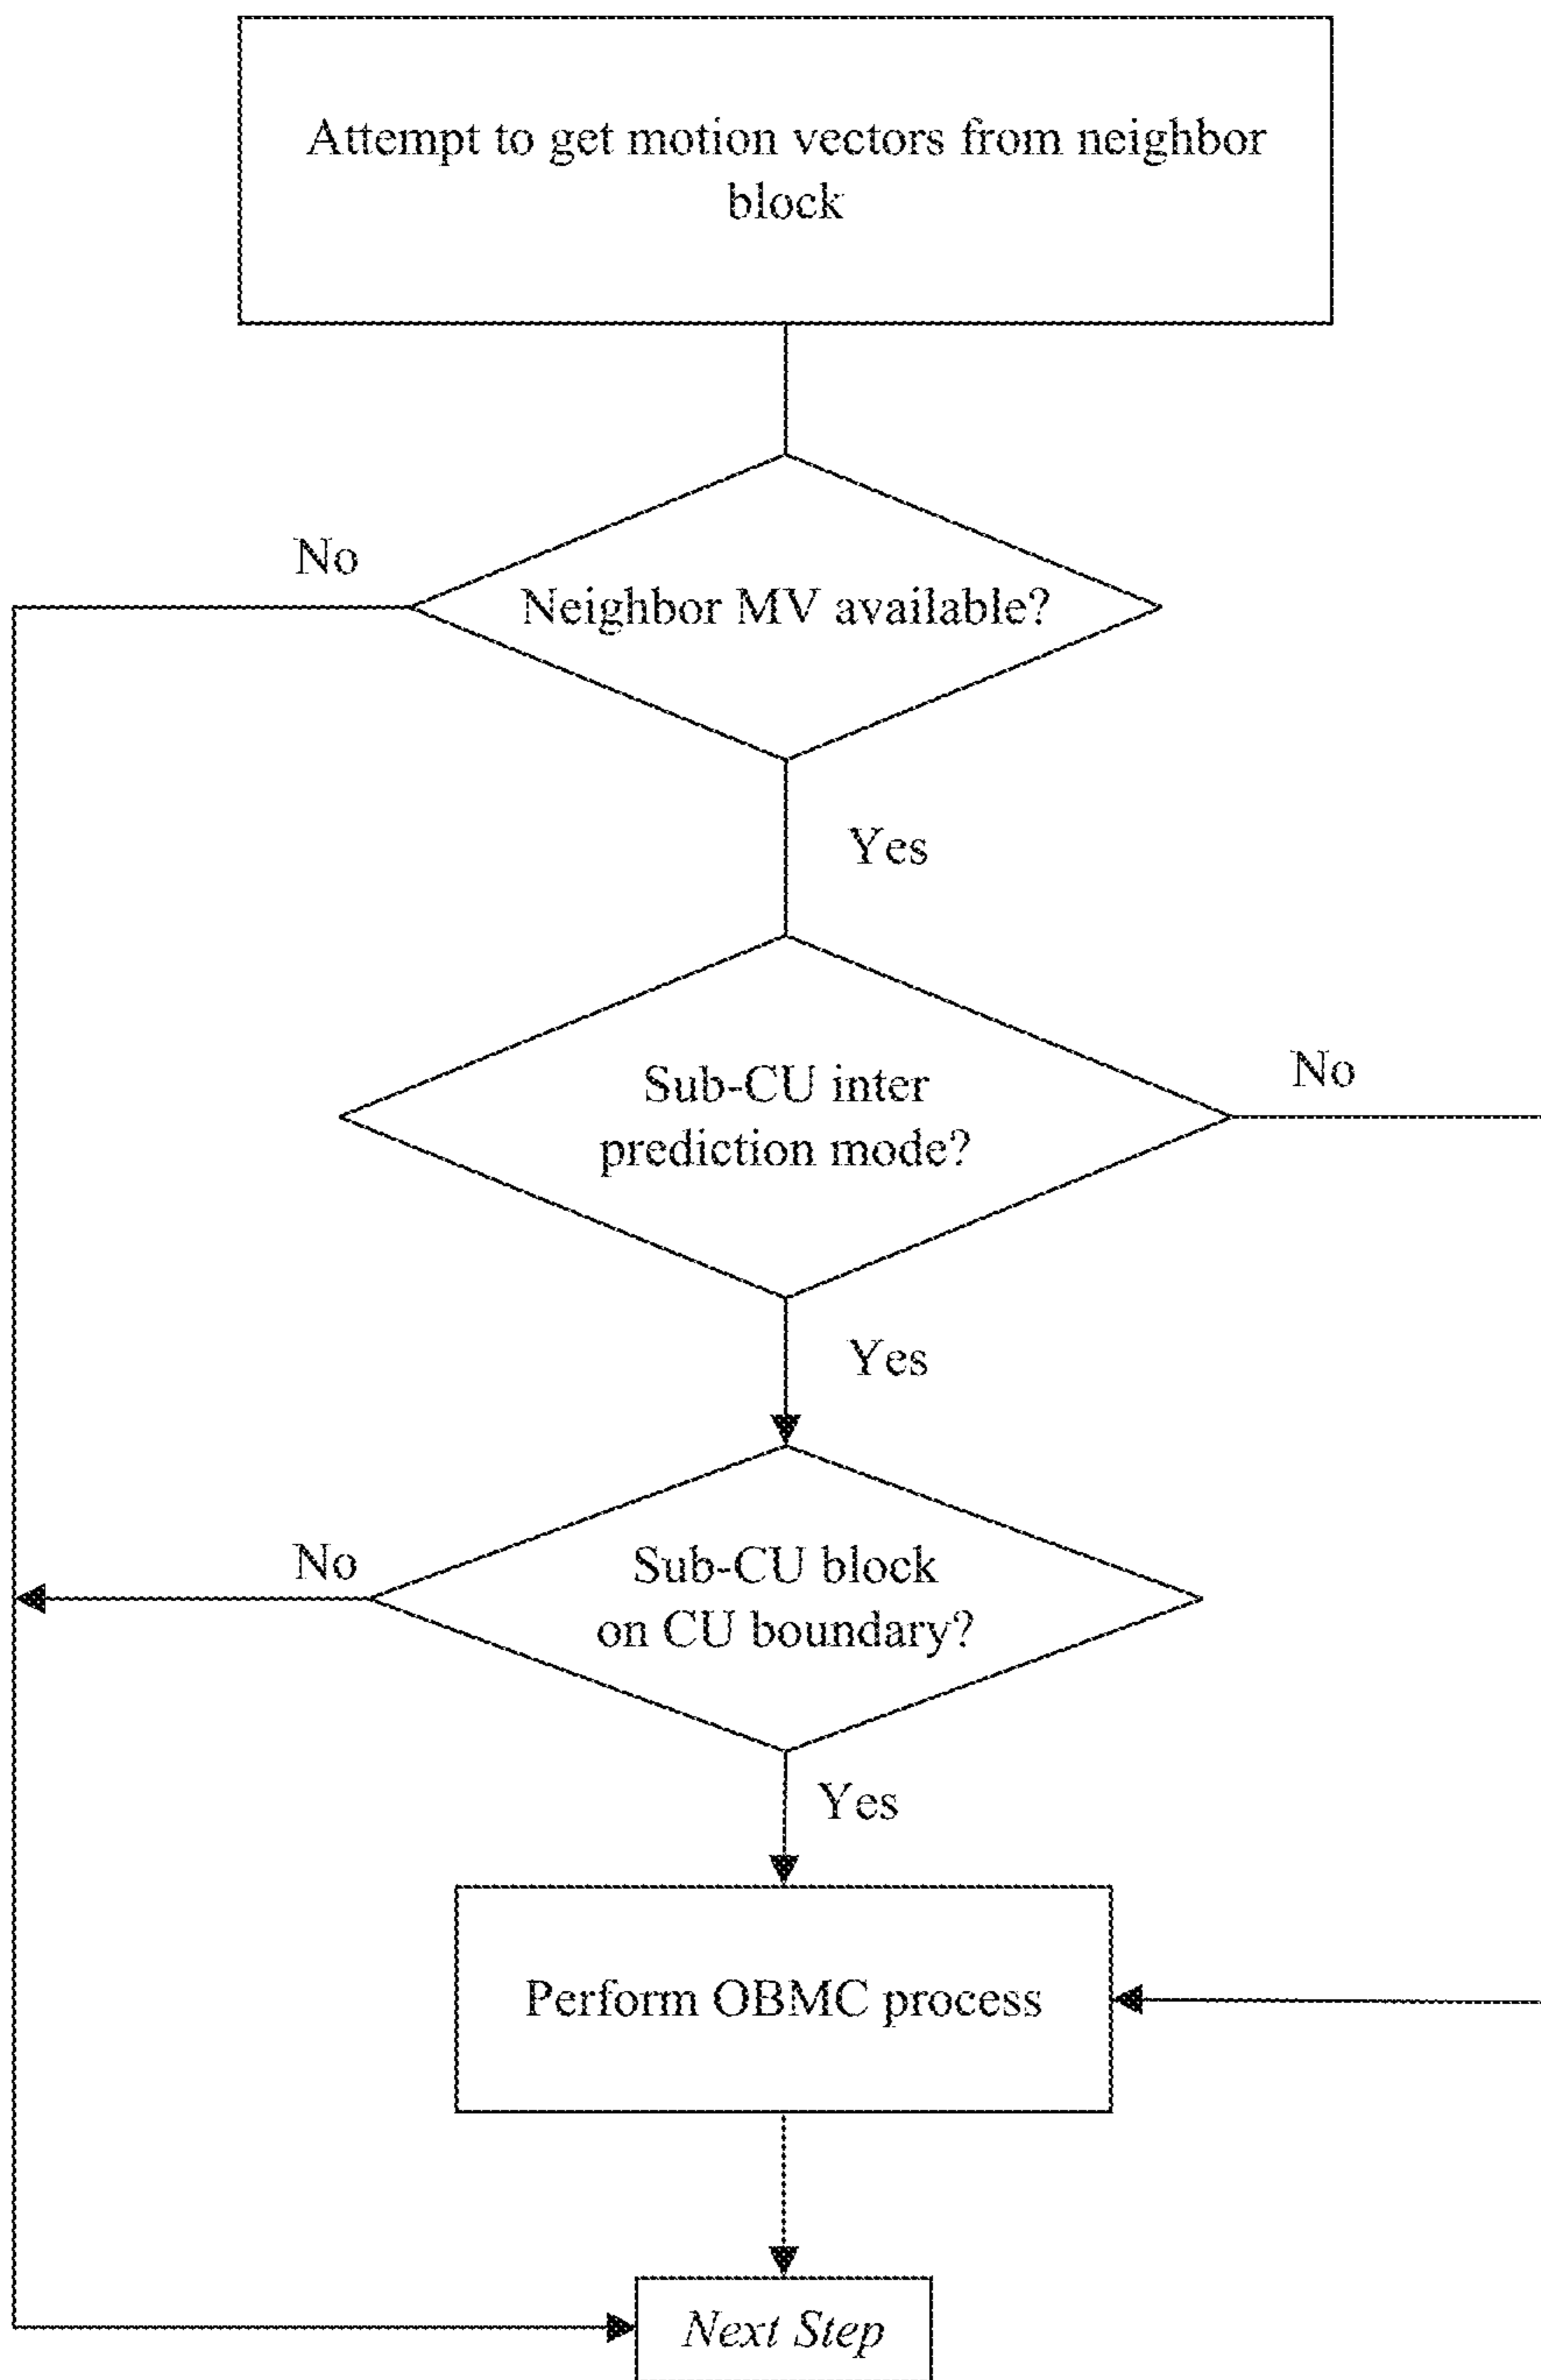 Attempt to get motion vectors from neighbor
block
No
Neighbor MV available?
Yes
No
Sub-CU inter
prediction mode?
Yes
No
Sub-CU block
on CU boundary?
Yes
Perform OBMC process
Next Step